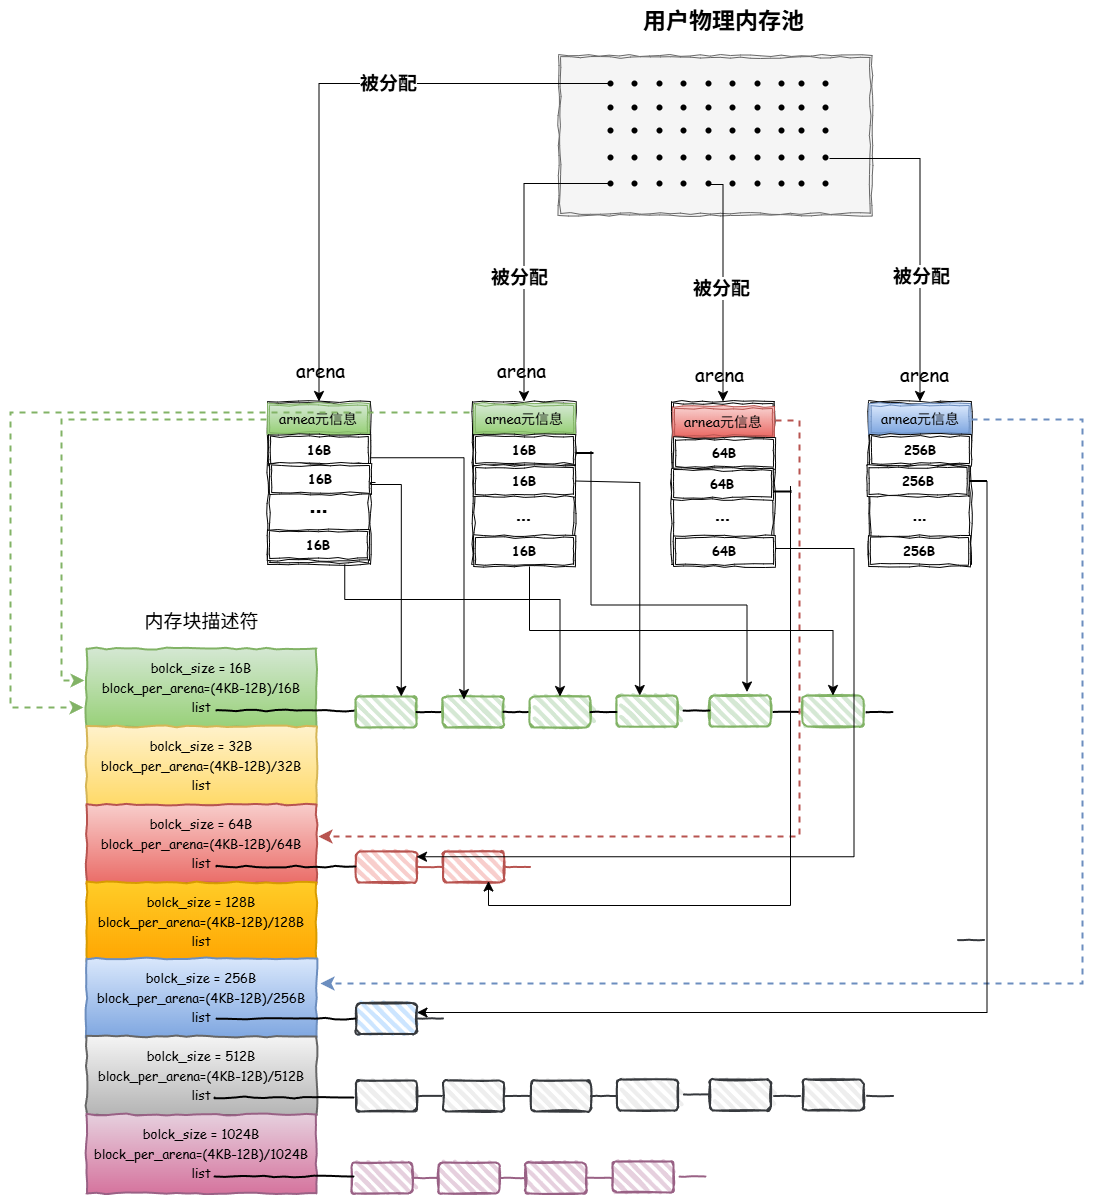 用户物理内存池
被分配
被分配
被分配
被分配
arena
arena
arena
arena
arnea元信息
16B
16B
...
16B
arnea元信息
16B
16B
...
16B
arnea元信息
64B
64B
...
64B
arnea元信息
256B
256B
...
256B
内存块描述符
bolck_size = 16B
block_per_arena=(4KB-12B)/16B
list
bolck_size = 32B
block_per_arena=(4KB-12B)/32B
list
bolck_size = 64B
block_per_arena=(4KB-12B)/64B
list
bolck_size = 128B
block_per_arena=(4KB-12B)/128B
list
bolck_size = 256B
block_per_arena=(4KB-12B)/256B
list
bolck_size = 512B
block_per_arena=(4KB-12B)/512B
list
bolck_size = 1024B
block_per_arena=(4KB-12B)/1024B
list